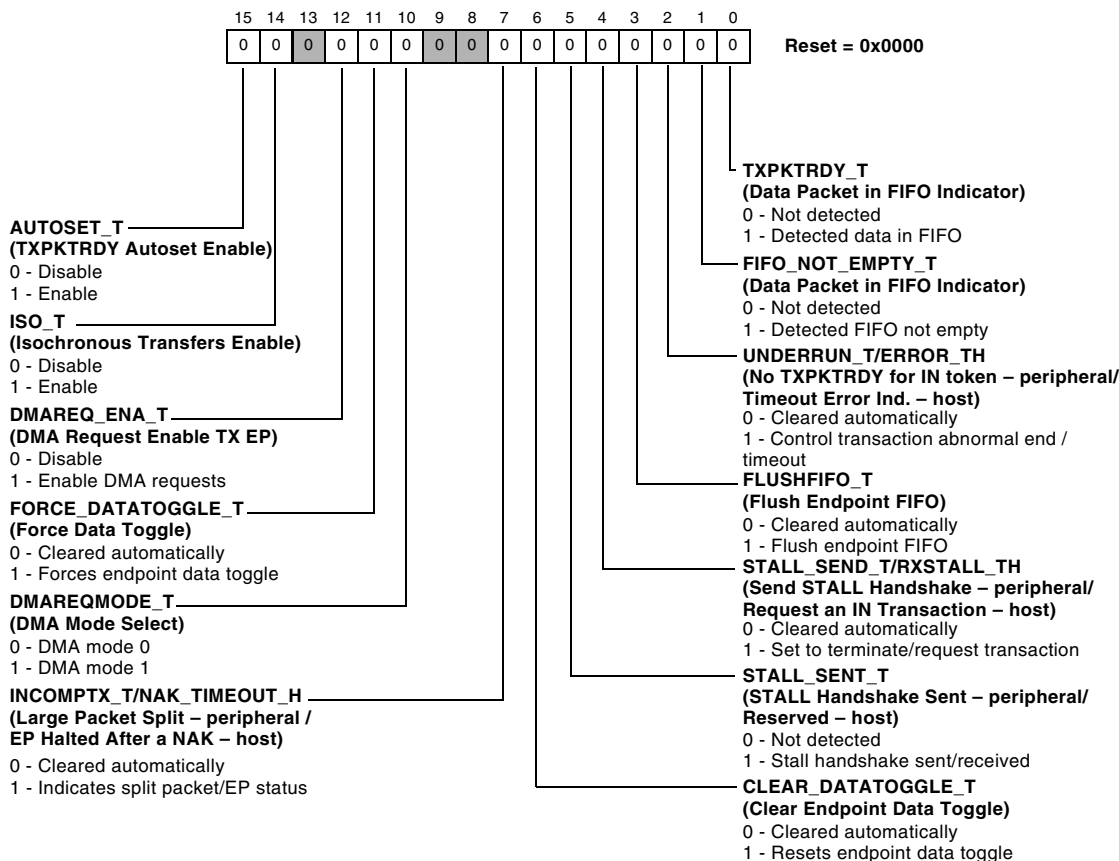 15 14 13 12 11 10 9 8 7 6 5 4 3 2 1 0
0 0 0 0 0 0 0 0 0 0 0 0 0 0 0 0 Reset = 0x0000
AUTOSET_T
(TXPKTRDY Autoset Enable)
0 - Disable
1 - Enable
ISO_T
(Isochronous Transfers Enable)
0 - Disable
1 - Enable
DMAREQ_ENA_T
(DMA Request Enable TX EP)
0 - Disable
1 - Enable DMA requests
FORCE_DATATOGGLE_T
(Force Data Toggle)
0 - Cleared automatically
1 - Forces endpoint data toggle
DMAREQMODE_T
(DMA Mode Select)
0 - DMA mode 0
1 - DMA mode 1
INCOMPTX_T/NAK_TIMEOUT_H
(Large Packet Split – peripheral /
EP Halted After a NAK – host)
0 - Cleared automatically
1 - Indicates split packet/EP status
TXPKTRDY_T
(Data Packet in FIFO Indicator)
0 - Not detected
1 - Detected data in FIFO
FIFO_NOT_EMPTY_T
(Data Packet in FIFO Indicator)
0 - Not detected
1 - Detected FIFO not empty
UNDERRUN_T/ERROR_TH
(No TXPKTRDY for IN token – peripheral/
Timeout Error Ind. – host)
0 - Cleared automatically
1 - Control transaction abnormal end /
timeout
FLUSHFIFO_T
(Flush Endpoint FIFO)
0 - Cleared automatically
1 - Flush endpoint FIFO
STALL_SEND_T/RXSTALL_TH
(Send STALL Handshake – peripheral/
Request an IN Transaction – host)
0 - Cleared automatically
1 - Set to terminate/request transaction
STALL_SENT_T
(STALL Handshake Sent – peripheral/
Reserved – host)
0 - Not detected
1 - Stall handshake sent/received
CLEAR_DATATOGGLE_T
(Clear Endpoint Data Toggle)
0 - Cleared automatically
1 - Resets endpoint data toggle